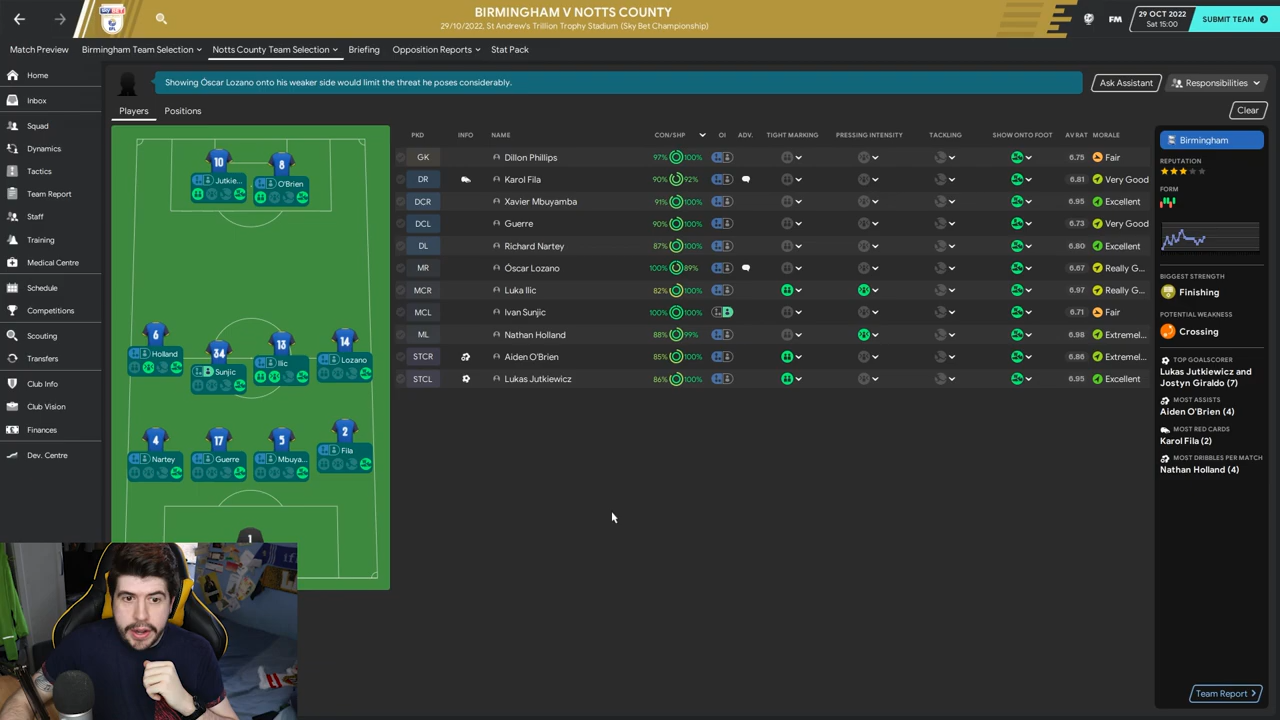 BIRMINGHAM V NOTTS COUNTY
29/10/2022, St Andrew's Trillion Trophy Stadium (Sky Bet Championship)
FM
29 OCT 2022
Sat 15:00
SUBMIT TEAM
Match Preview
Birmingham Team Selection
Notts County Team Selection
Briefing
Opposition Reports
Stat Pack
Showing Óscar Lozano onto his weaker side would limit the threat he poses considerably.
Ask Assistant
Responsibilities
Players
Positions
Clear
Home
Inbox
Squad
Dynamics
Tactics
Team Report
Staff
Training
Medical Centre
Schedule
Competitions
Scouting
Transfers
Club Info
Club Vision
Finances
Dev. Centre
10
8
Jutkie...
O'Brien
6
34
13
14
Holland
Sunjic
Ilic
Lozano
4
17
5
2
Nartey
Guerre
Mbuya...
Fila
1
PKD INFO NAME CON/SHP OI ADV. TIGHT MARKING PRESSING INTENSITY TACKLING SHOW ONTO FOOT AV RAT MORALE
GK Dillon Phillips 97% 100% 6.75 Fair
DR Karol Fila 90% 92% 6.81 Very Good
DCR Xavier Mbuyamba 91% 100% 6.95 Excellent
DCL Guerre 90% 100% 6.73 Very Good
DL Richard Nartey 87% 100% 6.80 Excellent
MR Óscar Lozano 100% 89% 6.87 Really G...
MCR Luka Ilic 82% 100% 6.97 Really G...
MCL Ivan Sunjic 100% 100% 6.71 Fair
ML Nathan Holland 88% 99% 6.98 Extremel...
STCR Aiden O'Brien 85% 100% 6.86 Extremel...
STCL Lukas Jutkiewicz 86% 100% 6.95 Excellent
Birmingham
REPUTATION
FORM
BIGGEST STRENGTH
Finishing
POTENTIAL WEAKNESS
Crossing
TOP GOALSCORER
Lukas Jutkiewicz and
Jostyn Giraldo (7)
MOST ASSISTS
Aiden O'Brien (4)
MOST RED CARDS
Karol Fila (2)
MOST DRIBBLES PER MATCH
Nathan Holland (4)
Team Report